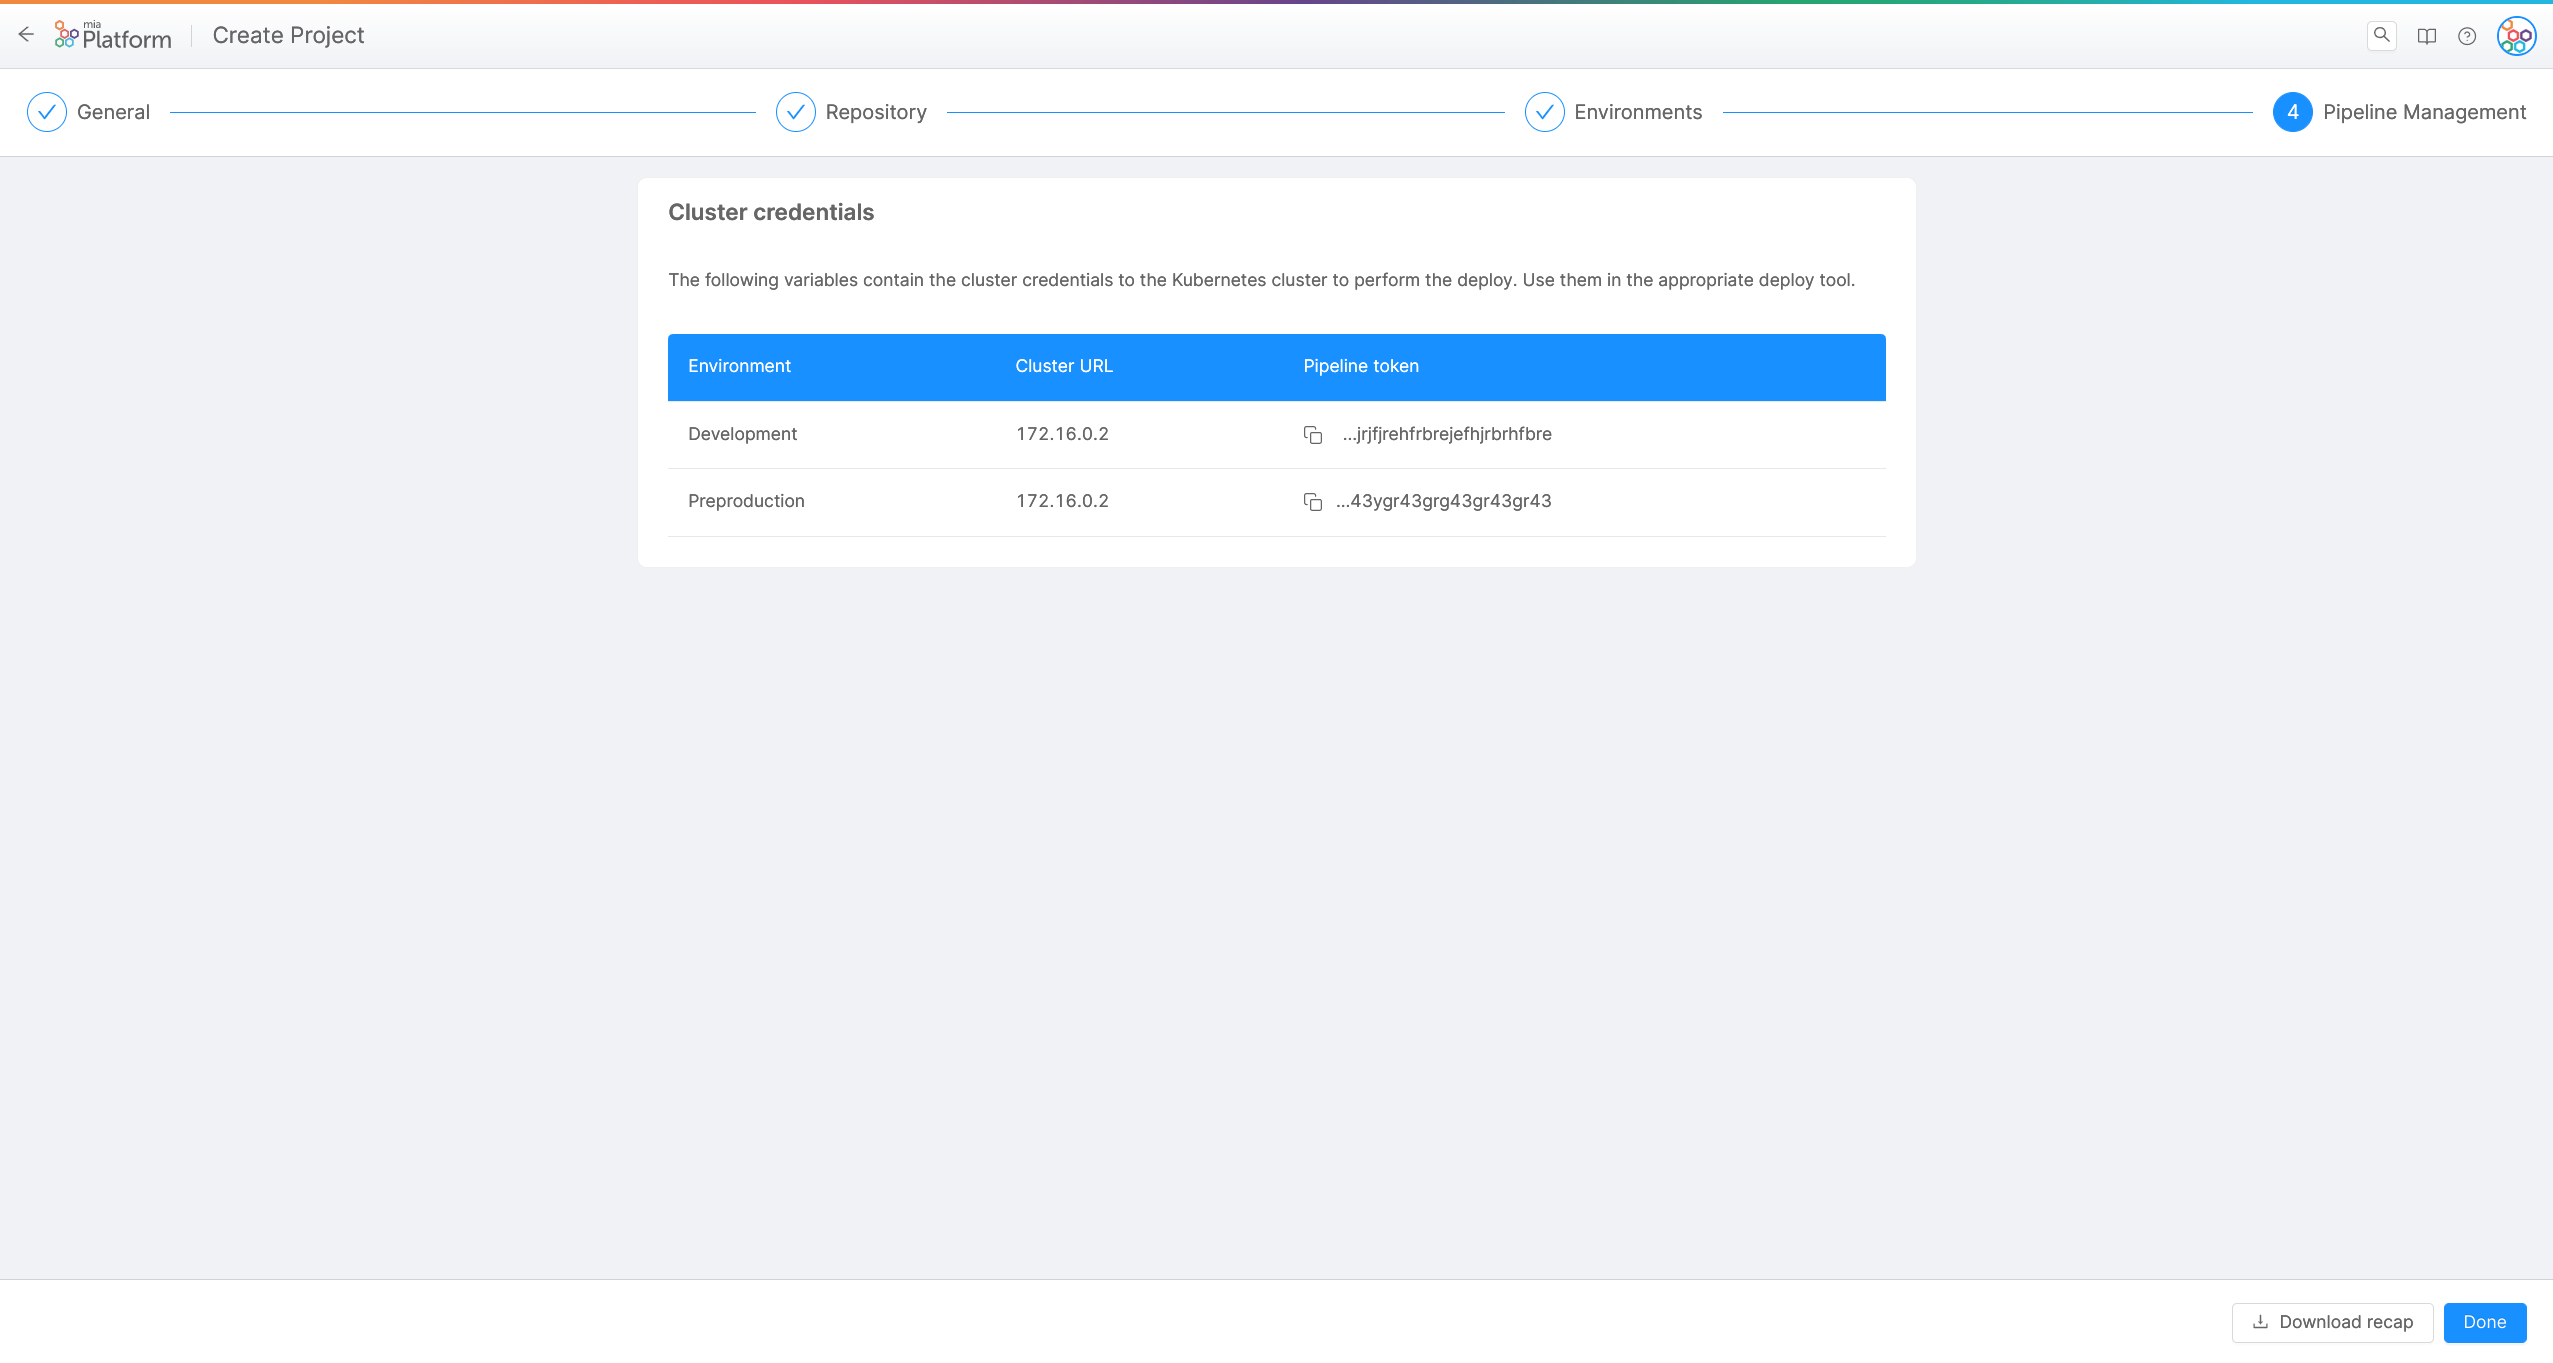 mia
Platform
Create Project
General
Repository
Environments
4 Pipeline Management
Cluster credentials
The following variables contain the cluster credentials to the Kubernetes cluster to perform the deploy. Use them in the appropriate deploy tool.
Environment Cluster URL Pipeline token
Development 172.16.0.2 ...jrjfjrehfrbrejefhjrbrhfbre
Preproduction 172.16.0.2 ...43ygr43grg43gr43gr43
Download recap
Done